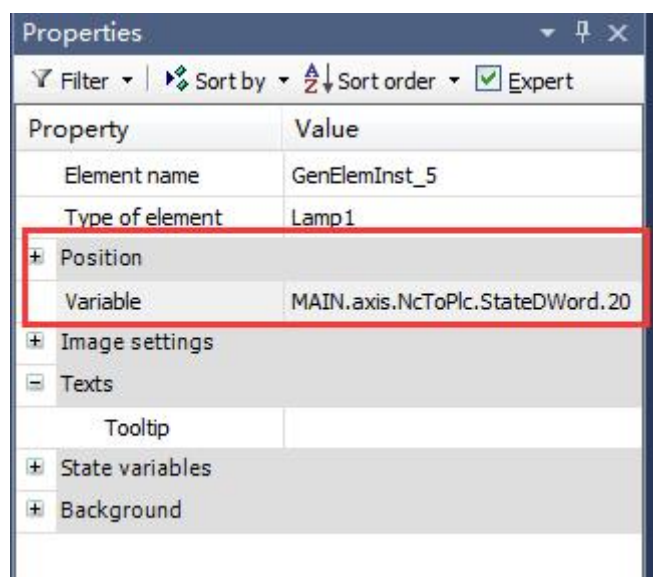 Properties
Filter Sort by Sort order Expert
Property Value
Element name GenElemInst_5
Type of element Lamp1
Position
Variable MAIN.axis.NcToPlc.StateDWord.20
Image settings
Texts
Tooltip
State variables
Background